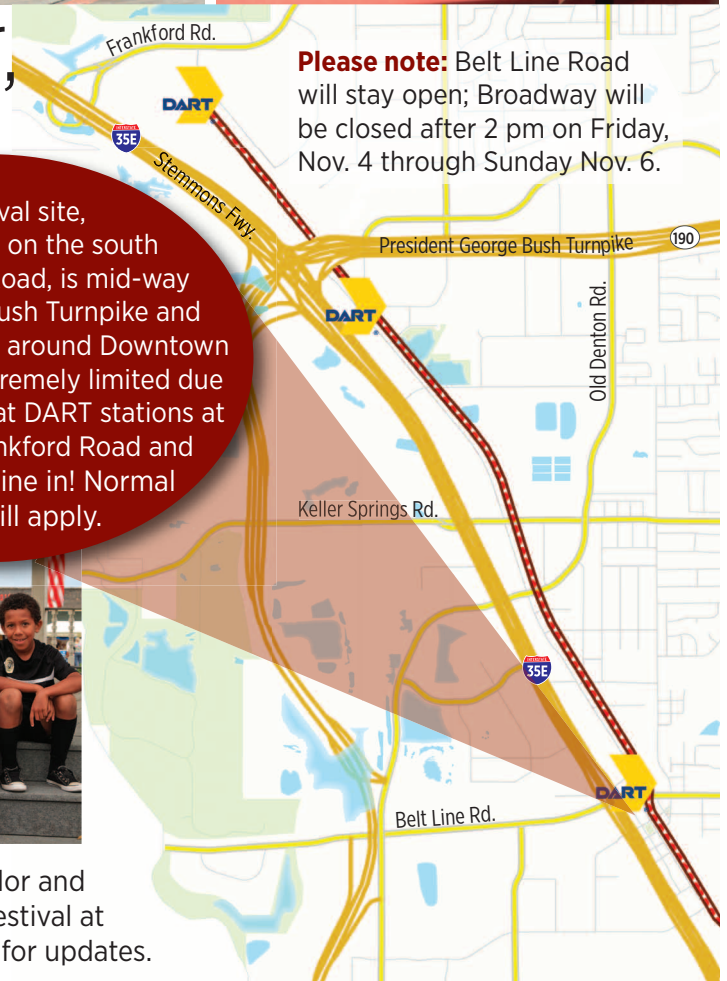 Frankford Rd.
Please note: Belt Line Road
will stay open; Broadway will
be closed after 2 pm on Friday,
Nov. 4 through Sunday Nov. 6.
DART
INTERSTATE
35E
Stemmons Fwy.
val site,
on the south
oad, is mid-way
ush Turnpike and
around Downtown
tremely limited due
at DART stations at
nkford Road and
ine in! Normal
ill apply.
President George Bush Turnpike
190
DART
Old Denton Rd.
Keller Springs Rd.
INTERSTATE
35E
DART
Belt Line Rd.
lor and
estival at
for updates.